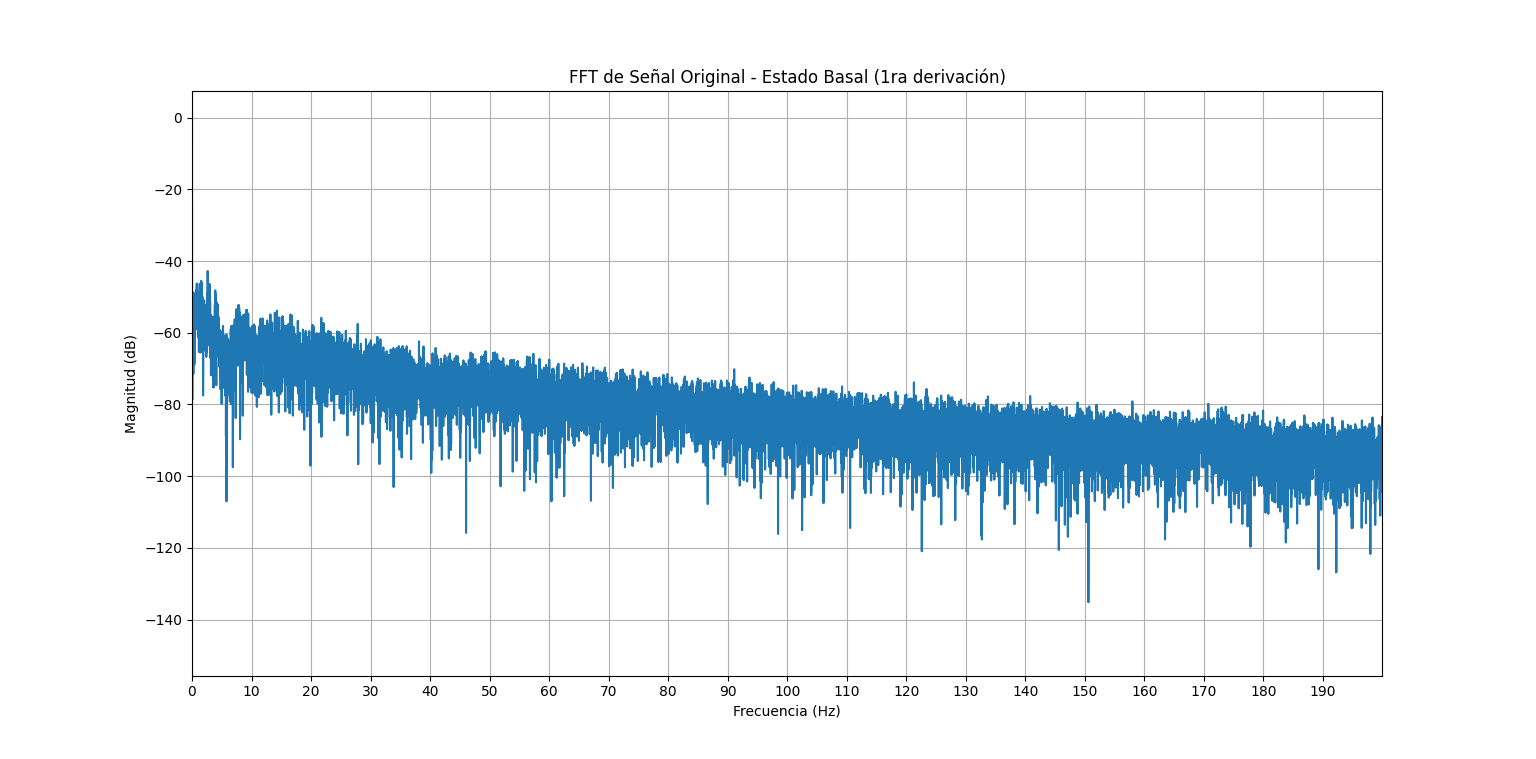 FFT de Señal Original - Estado Basal (1ra derivación)
Magnitud (dB)
0
−20
−40
−60
−80
−100
−120
−140
0 10 20 30 40 50 60 70 80 90 100 110 120 130 140 150 160 170 180 190
Frecuencia (Hz)